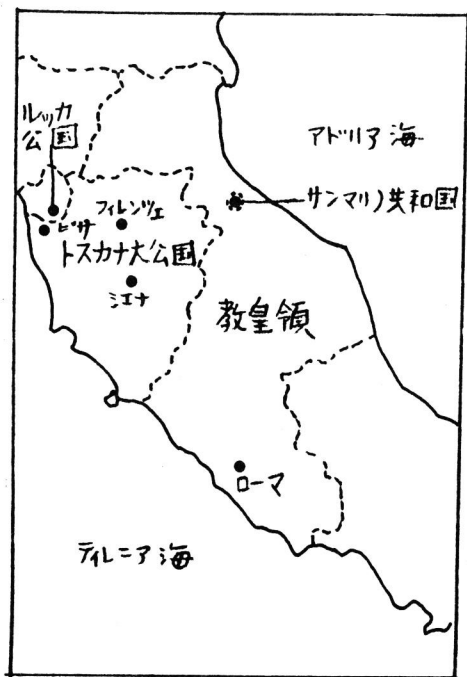 ルッカ
公国
アドリア海
サンマリノ共和国
フィレンツェ
ピサ
トスカナ大公国
シエナ
教皇領
ローマ
ティレニア海